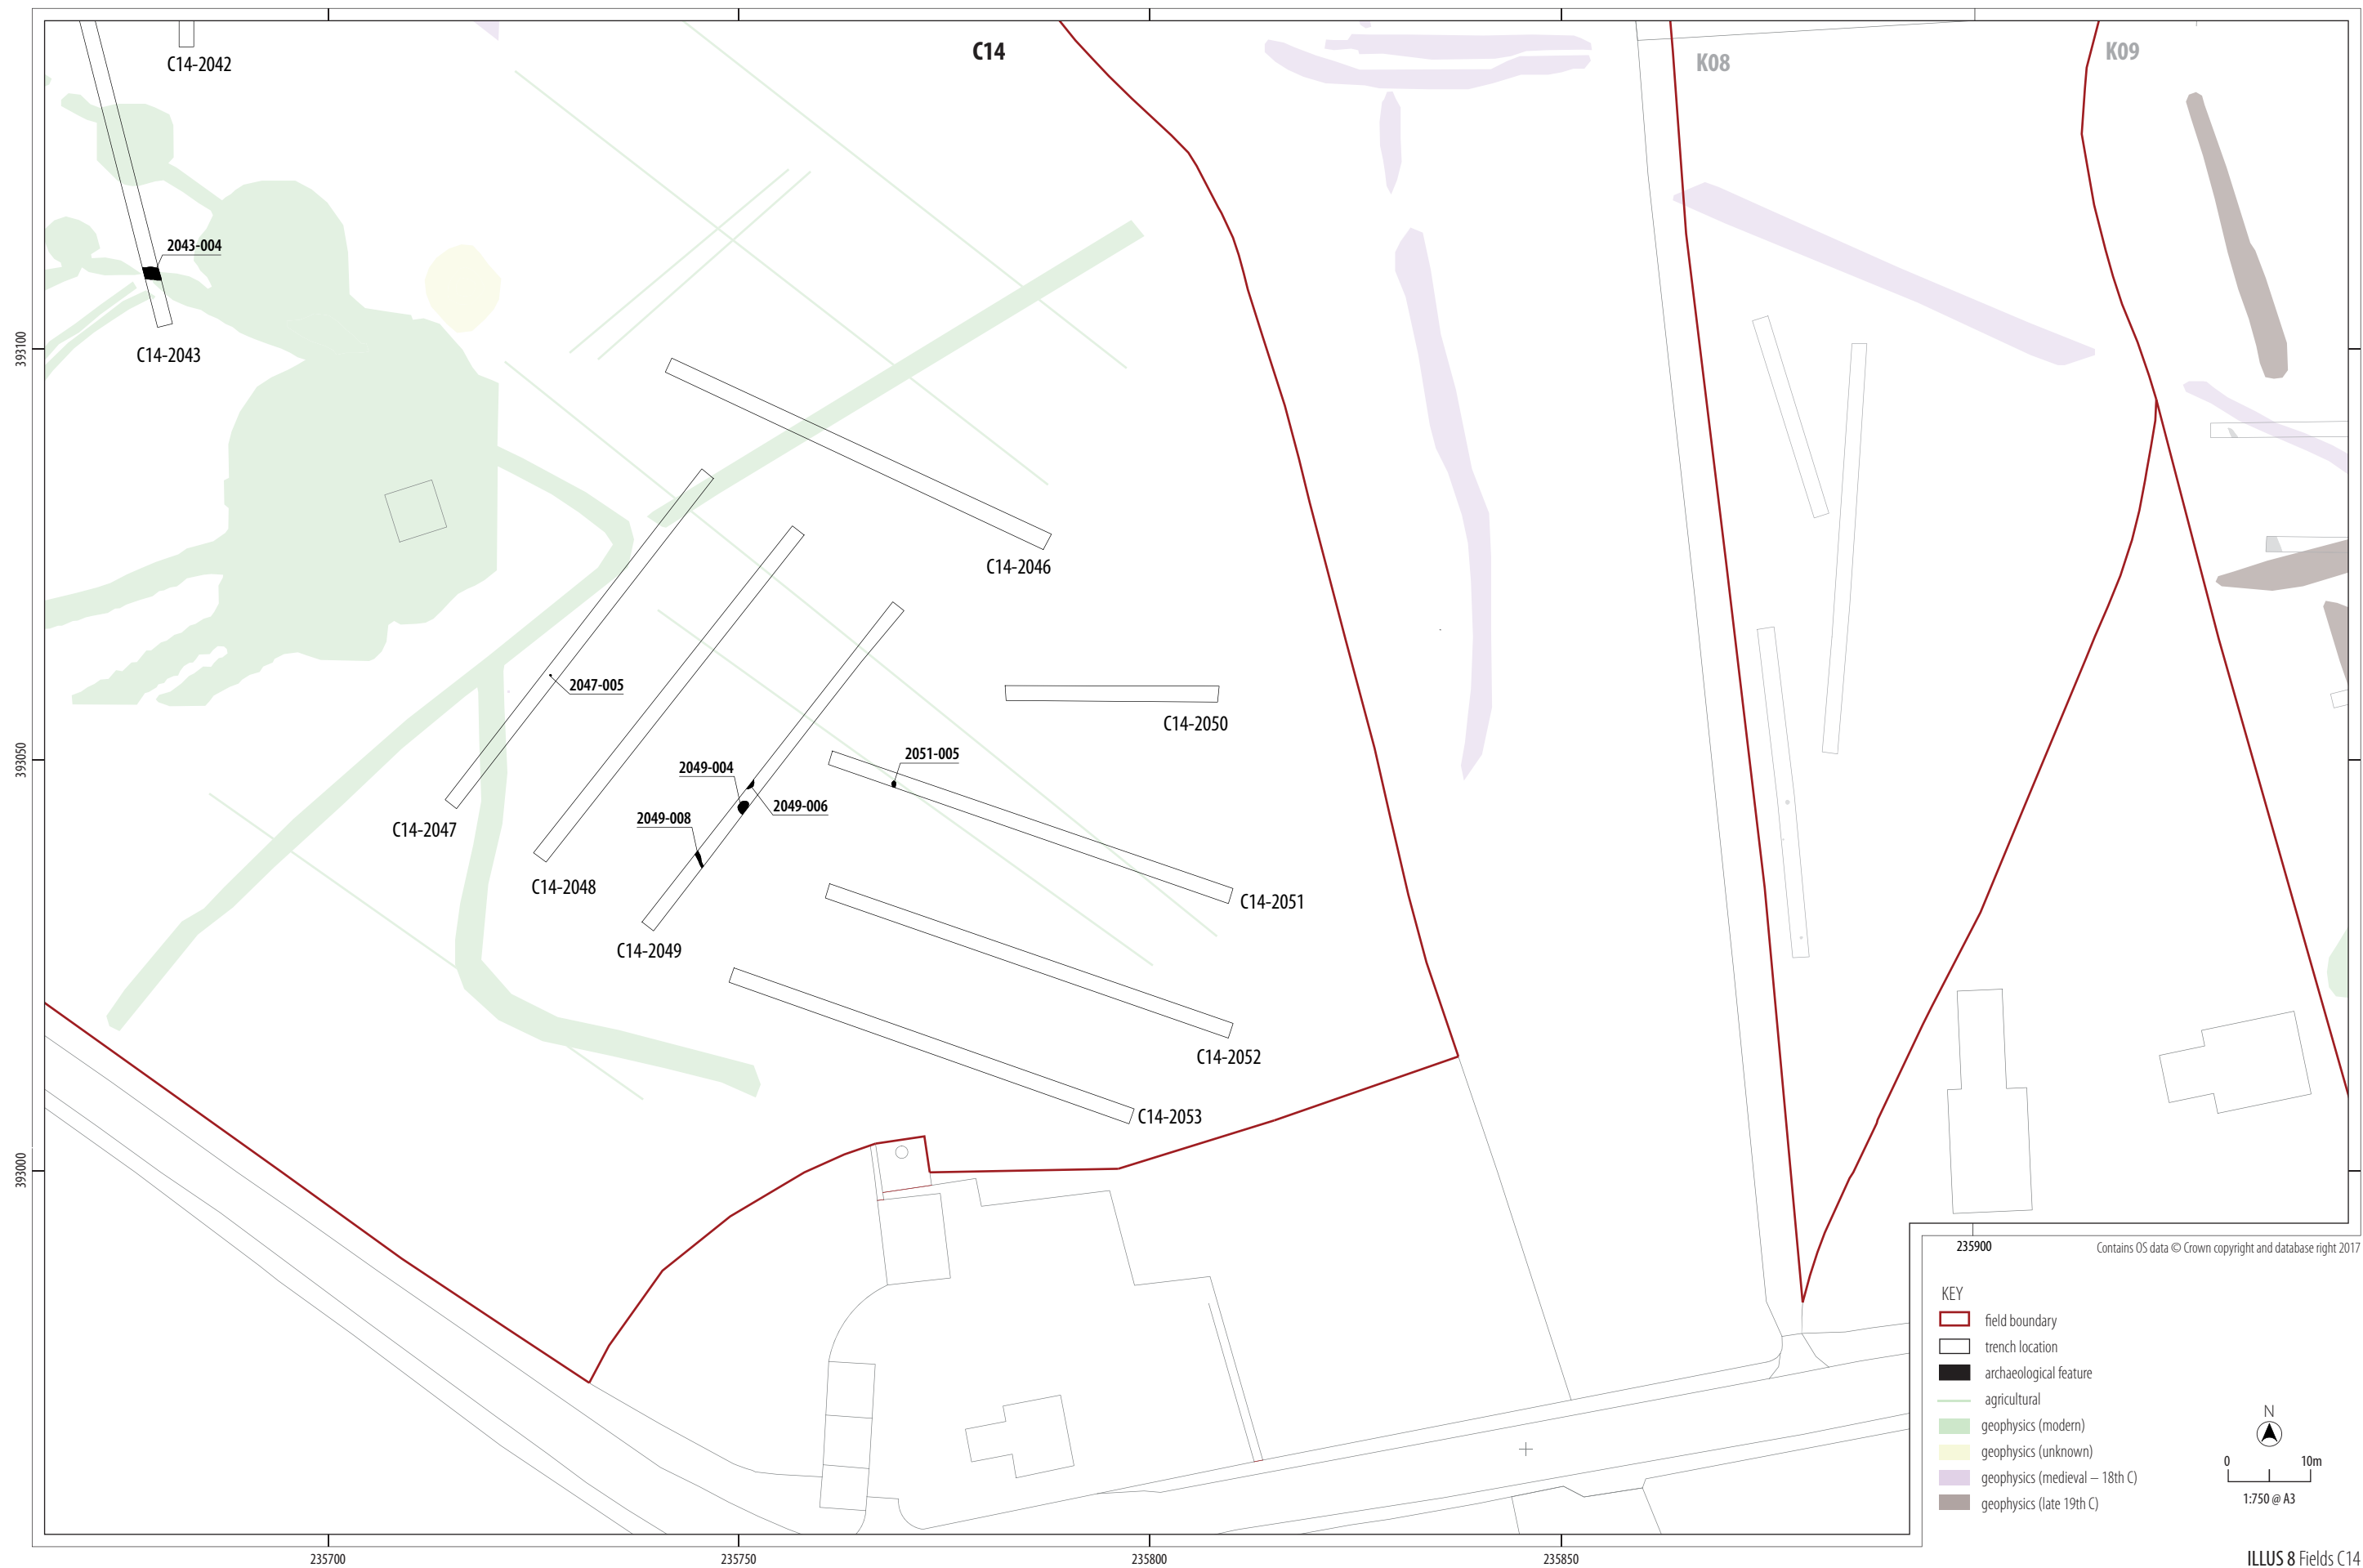 C14
K08
K09
C14-2042
2043-004
C14-2043
393100
C14-2046
2047-005
C14-2050
393050
2049-004
2051-005
2049-006
2049-008
C14-2047
C14-2048
C14-2051
C14-2049
C14-2052
C14-2053
393000
235900
Contains OS data © Crown copyright and database right 2017
KEY
field boundary
trench location
archaeological feature
agricultural
geophysics (modern)
geophysics (unknown)
geophysics (medieval – 18th C)
geophysics (late 19th C)
N
0 10m
1:750 @ A3
235700
235750
235800
235850
ILLUS 8 Fields C14